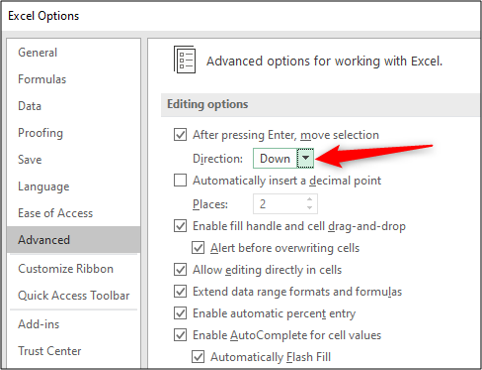 Excel Options
General
Formulas
Data
Proofing
Save
Language
Ease of Access
Advanced
Customize Ribbon
Quick Access Toolbar
Add-ins
Trust Center
Advanced options for working with Excel.
Editing options
After pressing Enter, move selection
Direction: Down
Automatically insert a decimal point
Places: 2
Enable fill handle and cell drag-and-drop
Alert before overwriting cells
Allow editing directly in cells
Extend data range formats and formulas
Enable automatic percent entry
Enable AutoComplete for cell values
Automatically Flash Fill